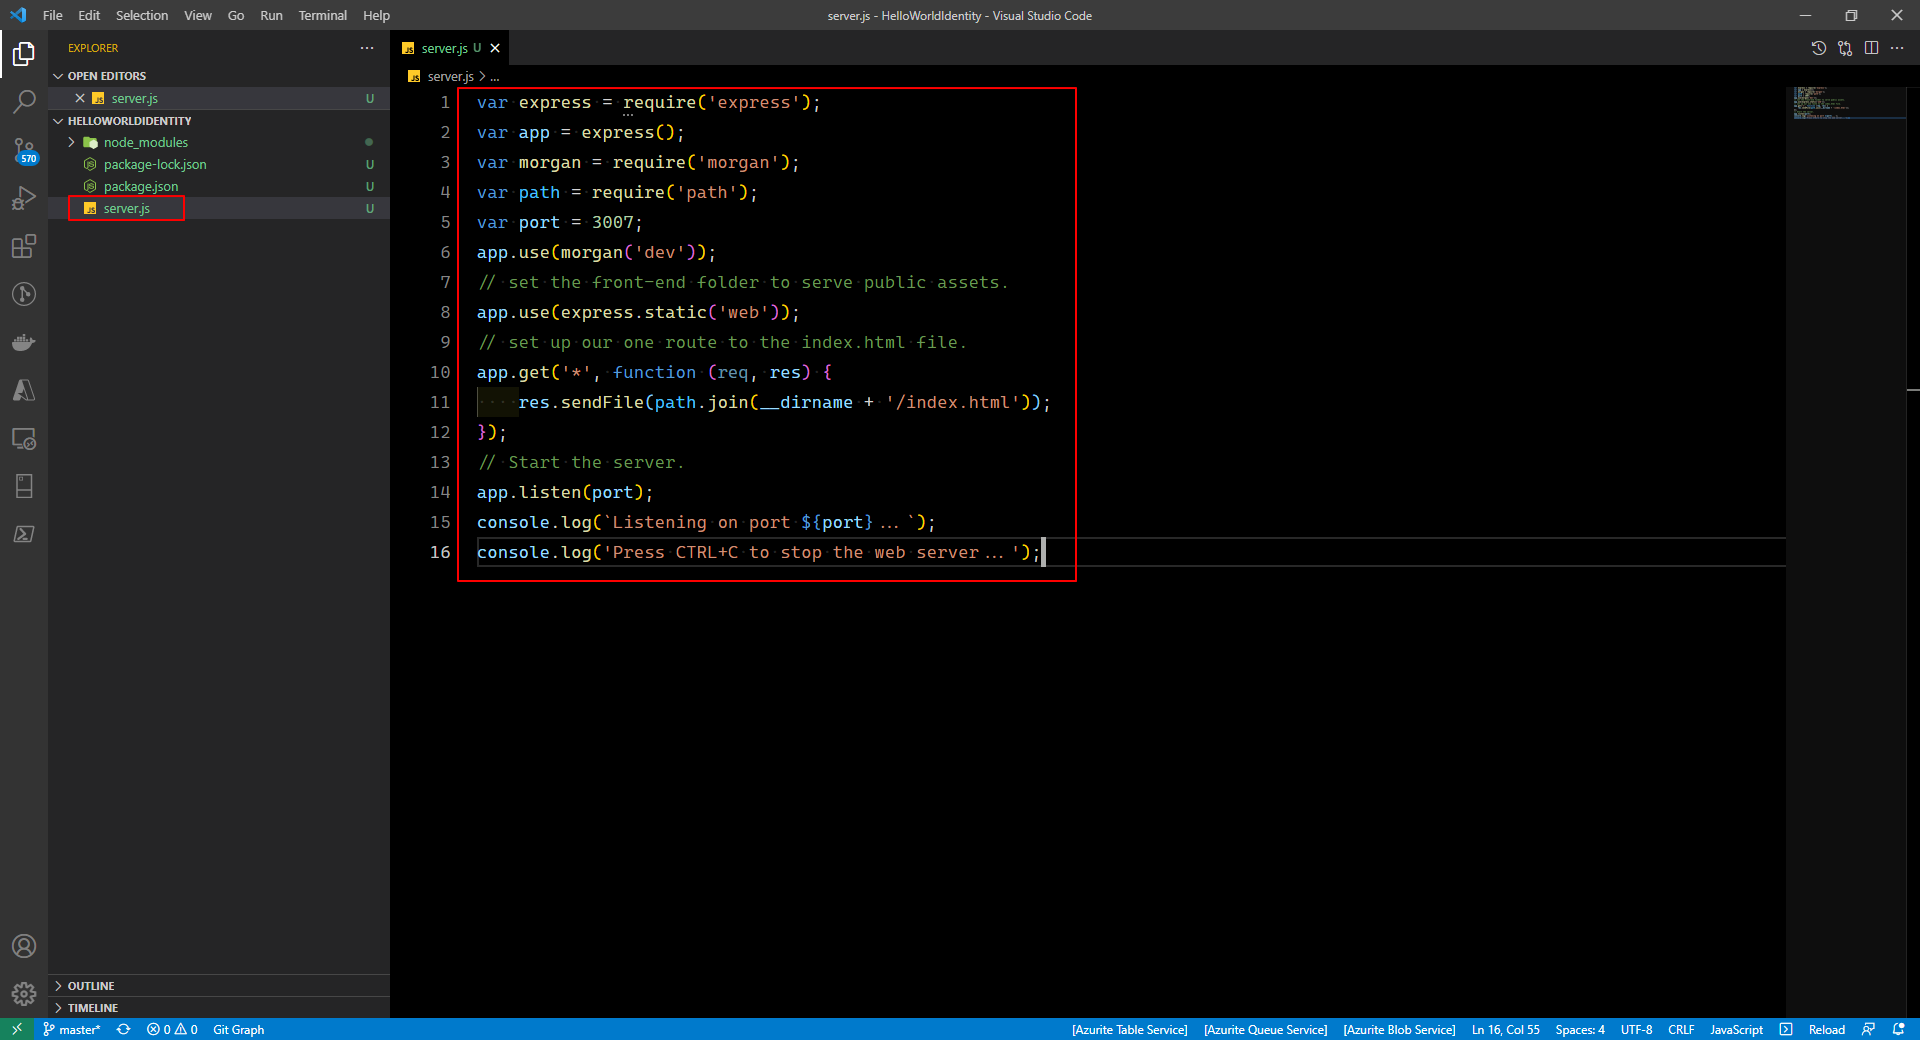 File Edit Selection View Go Run Terminal Help
server.js - HelloWorldIdentity - Visual Studio Code
EXPLORER
OPEN EDITORS
JS server.js U
HELLOWORLDIDENTITY
node_modules
package-lock.json U
package.json U
JS server.js U
570
OUTLINE
TIMELINE
JS server.js U
JS server.js > ...
1 var express = require('express');
2 var app = express();
3 var morgan = require('morgan');
4 var path = require('path');
5 var port = 3007;
6 app.use(morgan('dev'));
7 // set the front-end folder to serve public assets.
8 app.use(express.static('web'));
9 // set up our one route to the index.html file.
10 app.get('*', function (req, res) {
11 res.sendFile(path.join(__dirname + '/index.html'));
12 });
13 // Start the server.
14 app.listen(port);
15 console.log(`Listening on port ${port}...`);
16 console.log('Press CTRL+C to stop the web server...');
master* 0 0 Git Graph
[Azurite Table Service] [Azurite Queue Service] [Azurite Blob Service] Ln 16, Col 55 Spaces: 4 UTF-8 CRLF JavaScript Reload